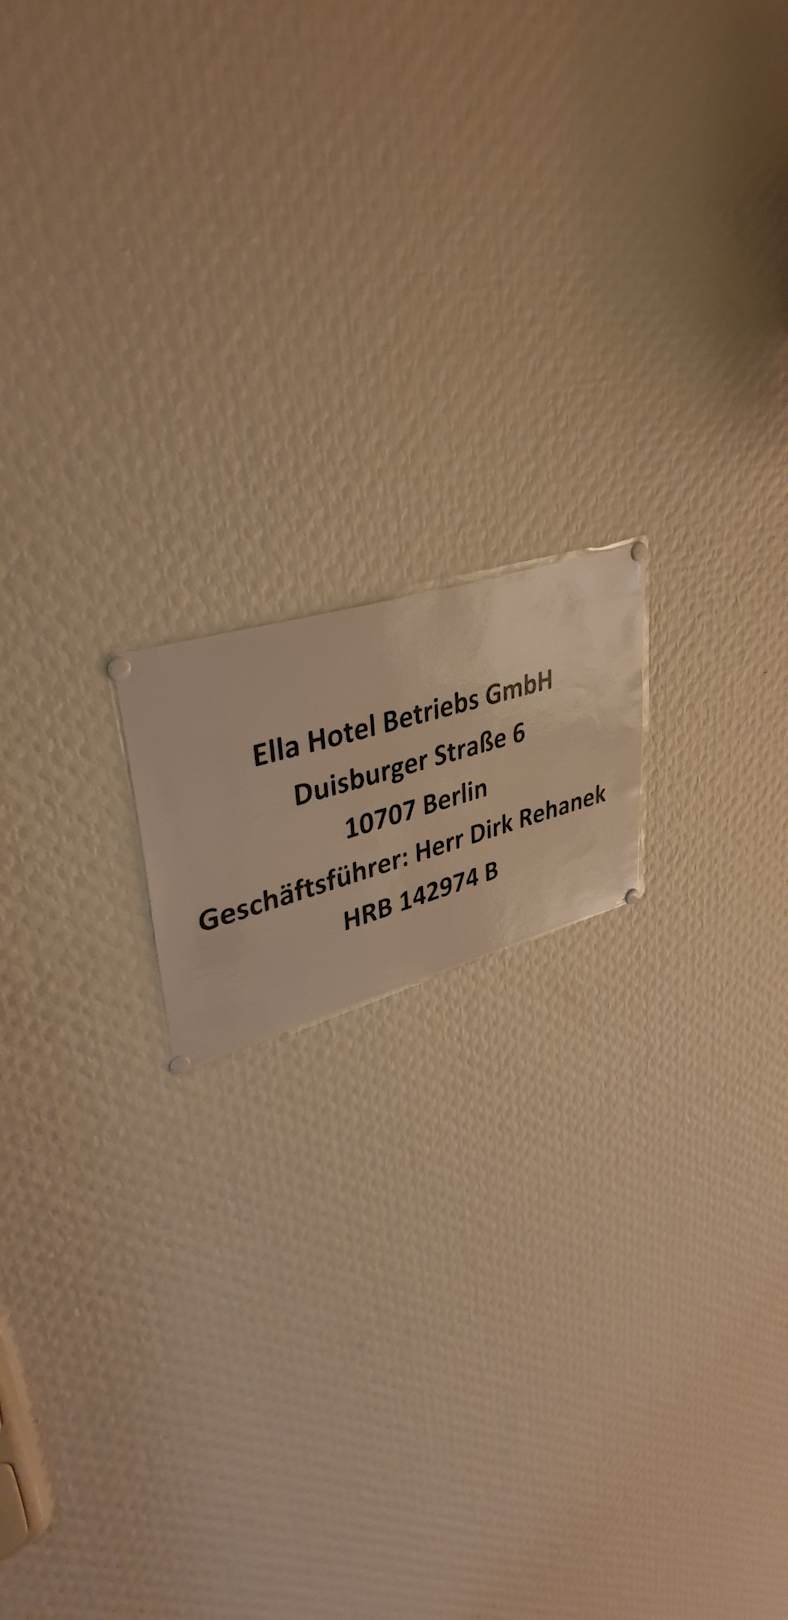 Ella Hotel Betriebs GmbH
Duisburger Straße 6
10707 Berlin
Geschäftsführer: Herr Dirk Rehanek
HRB 142974 B